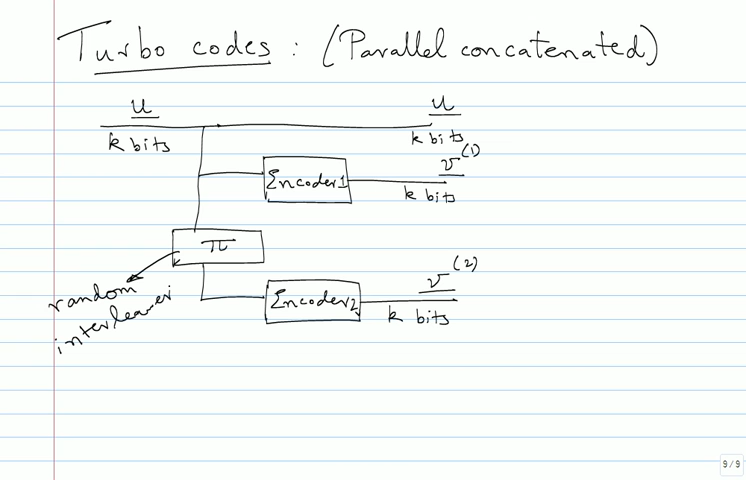 Turbo codes : (Parallel concatenated)
u u
k bits k bits
Encoder1 v(1)
k bits
π
random
interleaver
Encoder2 v(2)
k bits
9/9